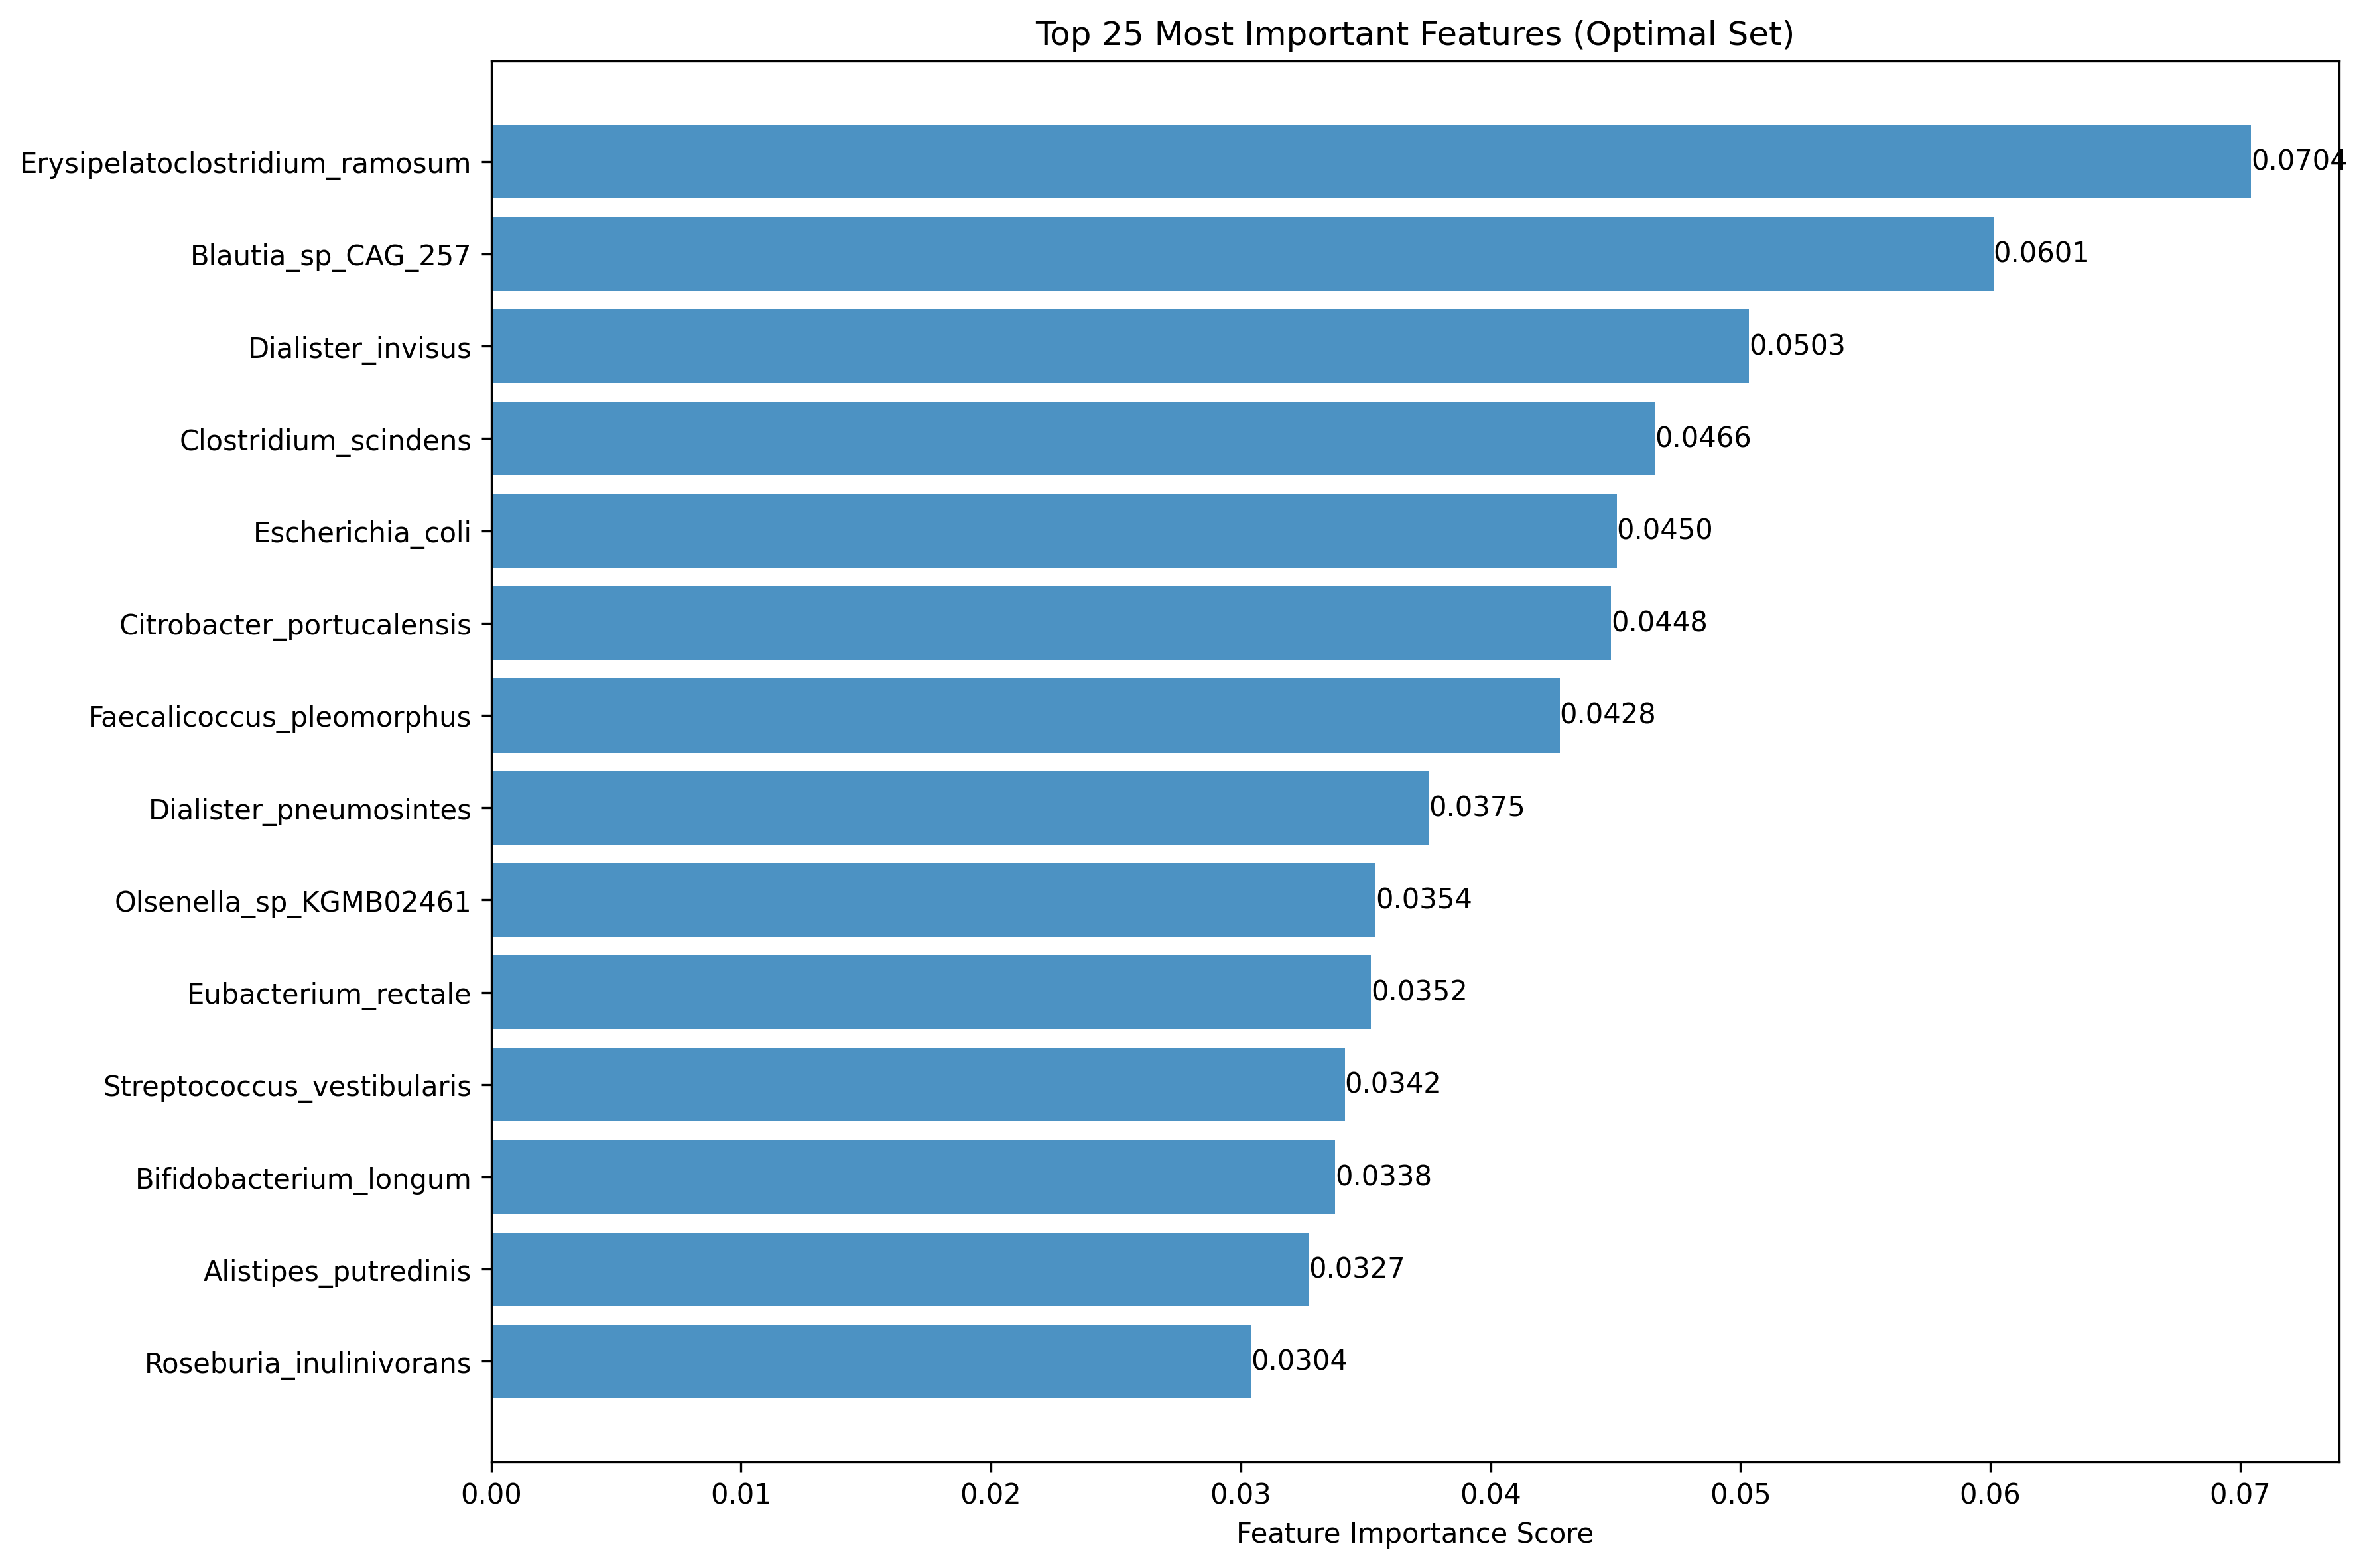 Top 25 Most Important Features (Optimal Set)
Erysipelatoclostridium_ramosum 0.0704
Blautia_sp_CAG_257 0.0601
Dialister_invisus 0.0503
Clostridium_scindens 0.0466
Escherichia_coli 0.0450
Citrobacter_portucalensis 0.0448
Faecalicoccus_pleomorphus 0.0428
Dialister_pneumosintes 0.0375
Olsenella_sp_KGMB02461 0.0354
Eubacterium_rectale 0.0352
Streptococcus_vestibularis 0.0342
Bifidobacterium_longum 0.0338
Alistipes_putredinis 0.0327
Roseburia_inulinivorans 0.0304
0.00 0.01 0.02 0.03 0.04 0.05 0.06 0.07
Feature Importance Score